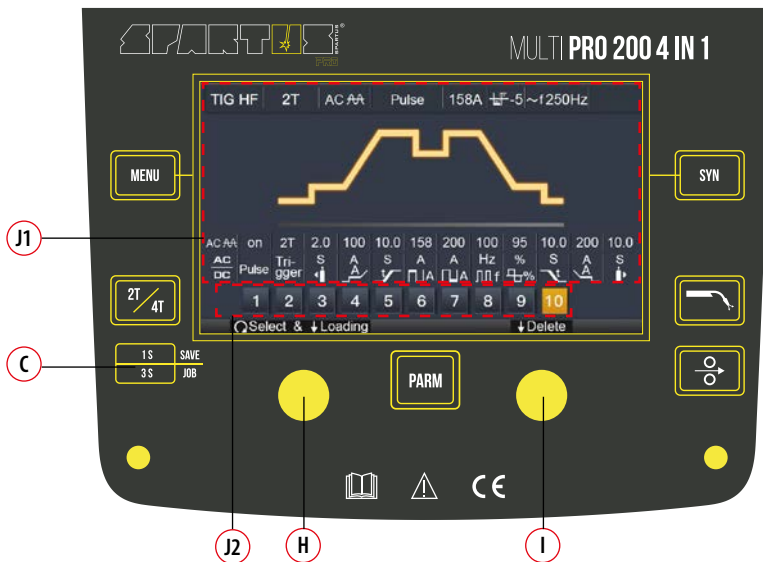 SPARTUS®
SPARTUS
PRO
MULTI PRO 200 4 IN 1
TIG HF 2T AC Pulse 158A -5 ~f250Hz
MENU
SYN
J1
AC on 2T 2.0 100 10.0 158 200 100 95 10.0 200 10.0
AC DC Pulse Tri-gger S A S A A Hz % S A S
A A f %
1 2 3 4 5 6 7 8 9 10
Select & ↓Loading ↓Delete
2T/4T
C
1 S SAVE
3 S JOB
PARM
CE
J2
H
I